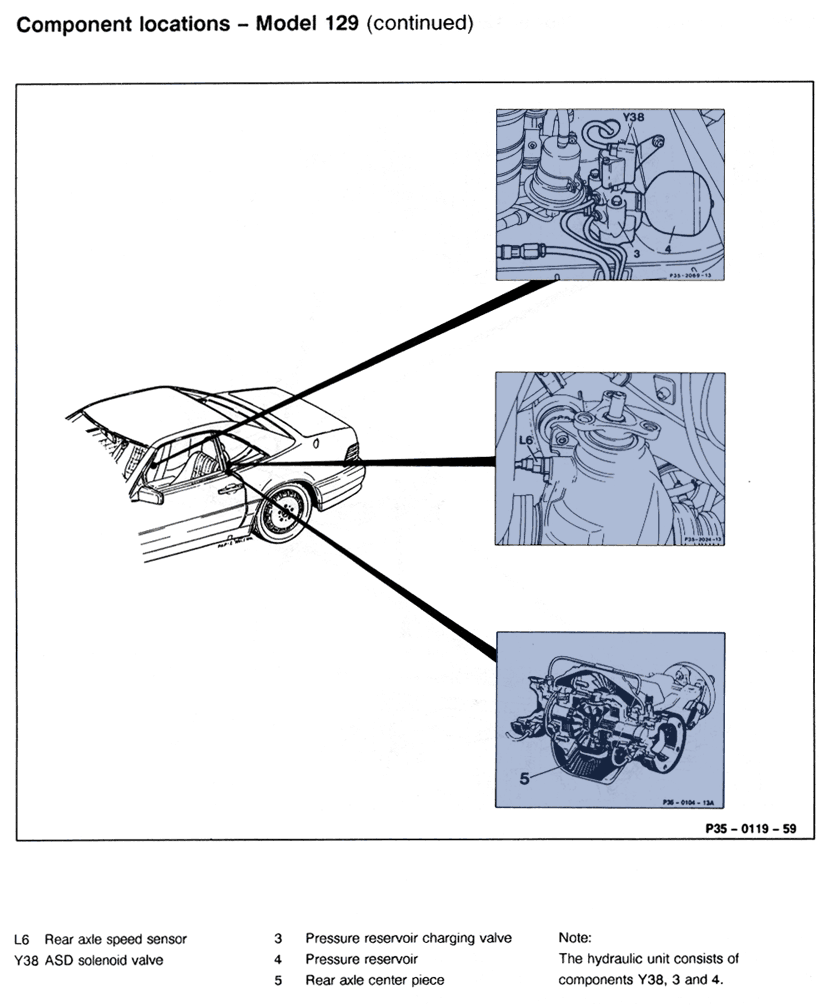 Component locations – Model 129 (continued)
Y38
3
4
P35-2069-13
L6
P35-2034-13
5
P35 - 0104 - 13A
P35 – 0119 – 59
L6 Rear axle speed sensor
Y38 ASD solenoid valve
3 Pressure reservoir charging valve
4 Pressure reservoir
5 Rear axle center piece
Note:
The hydraulic unit consists of
components Y38, 3 and 4.